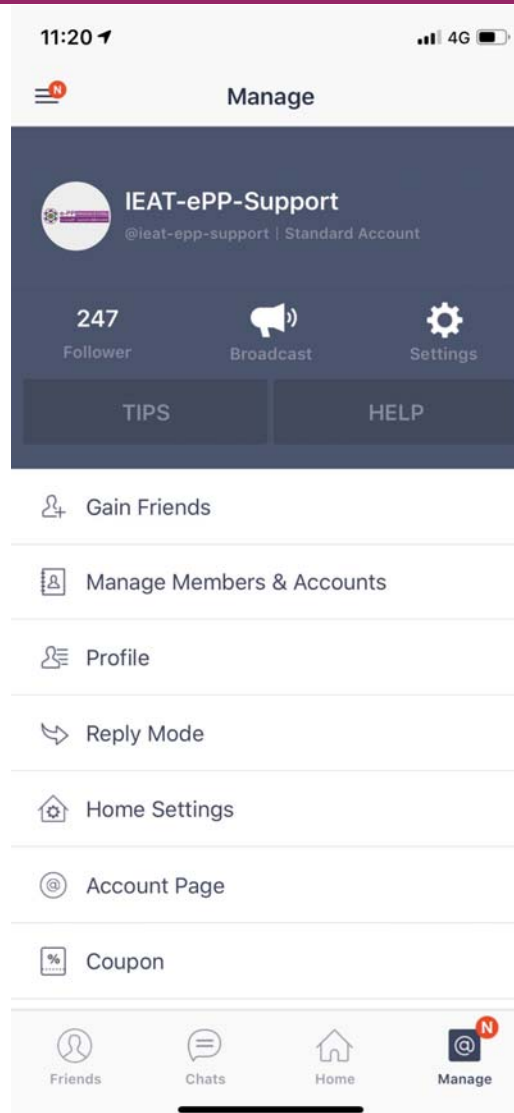 11:20
4G
N
Manage
IEAT-ePP-Support
@ieat-epp-support | Standard Account
247
Follower
Broadcast
Settings
TIPS
HELP
Gain Friends
Manage Members & Accounts
Profile
Reply Mode
Home Settings
@ Account Page
% Coupon
N
@
Friends
Chats
Home
Manage